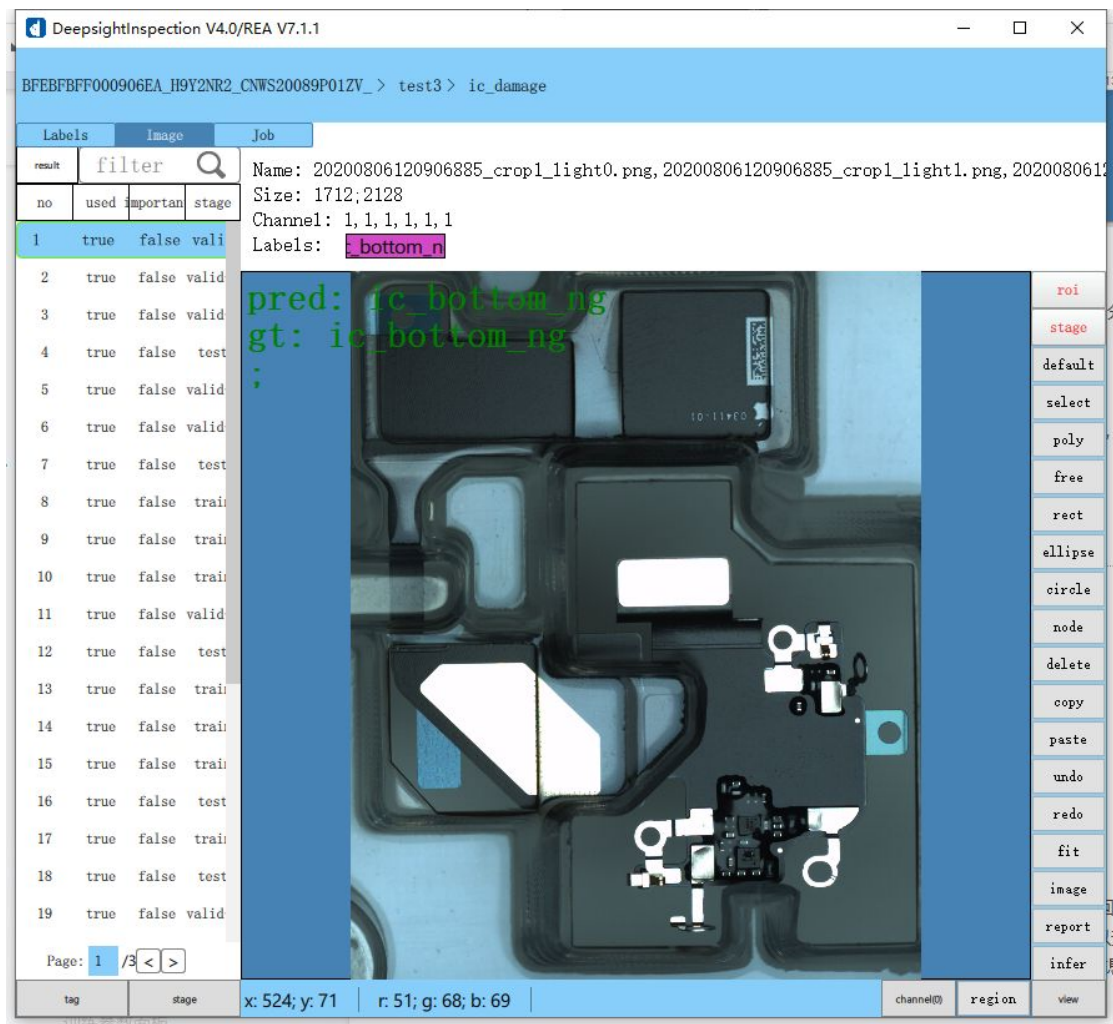 DeepsightInspection V4.0/REA V7.1.1
BFEBFBFF000906EA_H9Y2NR2_CNWS20089P01ZV_ > test3 > ic_damage
Labels Image Job
result filter
no used importan stage
1 true false vali
2 true false valid
3 true false valid
4 true false test
5 true false valid
6 true false valid
7 true false test
8 true false trai
9 true false trai
10 true false trai
11 true false valid
12 true false test
13 true false trai
14 true false trai
15 true false trai
16 true false test
17 true false trai
18 true false test
19 true false valid
Page: 1 /3 < >
tag stage
Name: 20200806120906885_crop1_light0.png,20200806120906885_crop1_light1.png,202008061
Size: 1712;2128
Channel: 1,1,1,1,1,1
Labels: c_bottom_n
pred: ic_bottom_ng
gt: ic_bottom_ng
;
03411-01
roi
stage
default
select
poly
free
rect
ellipse
circle
node
delete
copy
paste
undo
redo
fit
image
report
infer
x: 524; y: 71 r: 51; g: 68; b: 69 channel(0) region view